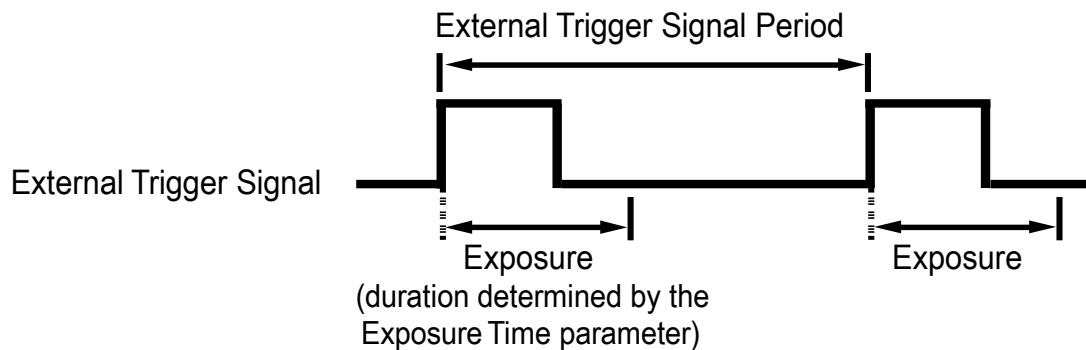 External Trigger Signal Period
External Trigger Signal
Exposure
(duration determined by the
Exposure Time parameter)
Exposure